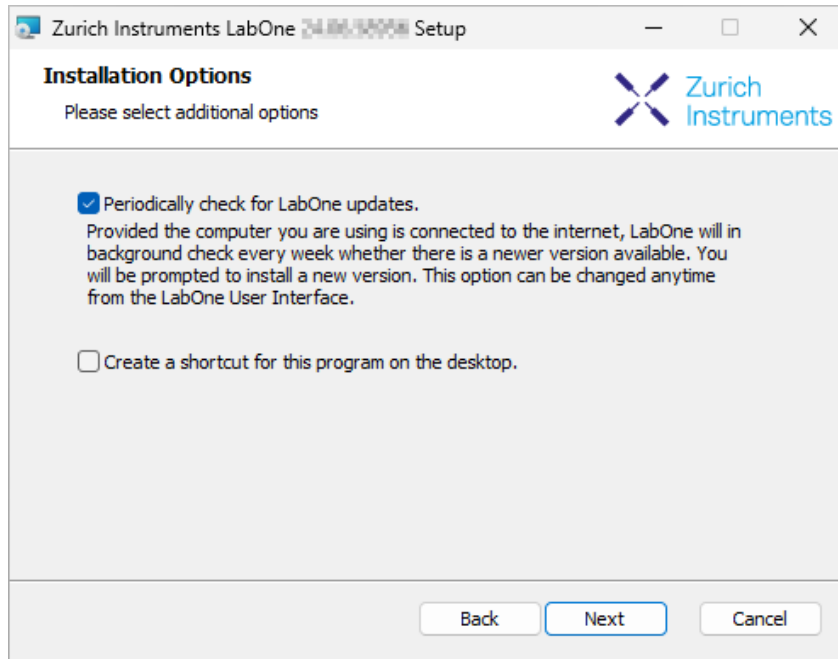 Zurich Instruments LabOne Setup
Installation Options
Please select additional options
Zurich
Instruments
Periodically check for LabOne updates.
Provided the computer you are using is connected to the internet, LabOne will in
background check every week whether there is a newer version available. You
will be prompted to install a new version. This option can be changed anytime
from the LabOne User Interface.
Create a shortcut for this program on the desktop.
Back Next Cancel